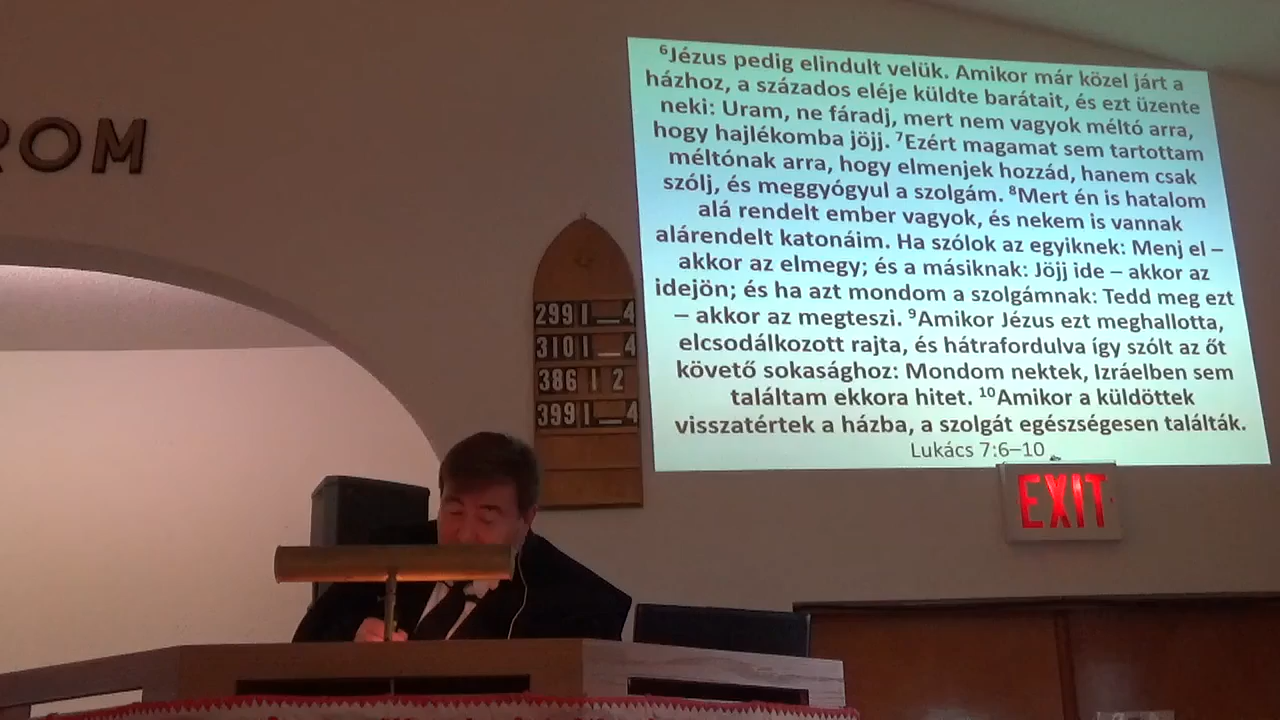 ROM
⁶Jézus pedig elindult velük. Amikor már közel járt a
házhoz, a százados eléje küldte barátait, és ezt üzente
neki: Uram, ne fáradj, mert nem vagyok méltó arra,
hogy hajlékomba jöjj. ⁷Ezért magamat sem tartottam
méltónak arra, hogy elmenjek hozzád, hanem csak
szólj, és meggyógyul a szolgám. ⁸Mert én is hatalom
alá rendelt ember vagyok, és nekem is vannak
alárendelt katonáim. Ha szólok az egyiknek: Menj el –
akkor az elmegy; és a másiknak: Jöjj ide – akkor az
idejön; és ha azt mondom a szolgámnak: Tedd meg ezt
– akkor az megteszi. ⁹Amikor Jézus ezt meghallotta,
elcsodálkozott rajta, és hátrafordulva így szólt az őt
követő sokasághoz: Mondom nektek, Izráelben sem
találtam ekkora hitet. ¹⁰Amikor a küldöttek
visszatértek a házba, a szolgát egészségesen találták.
Lukács 7:6–10
299 1_4
310 1_4
386 1 2
399 1_4
EXIT